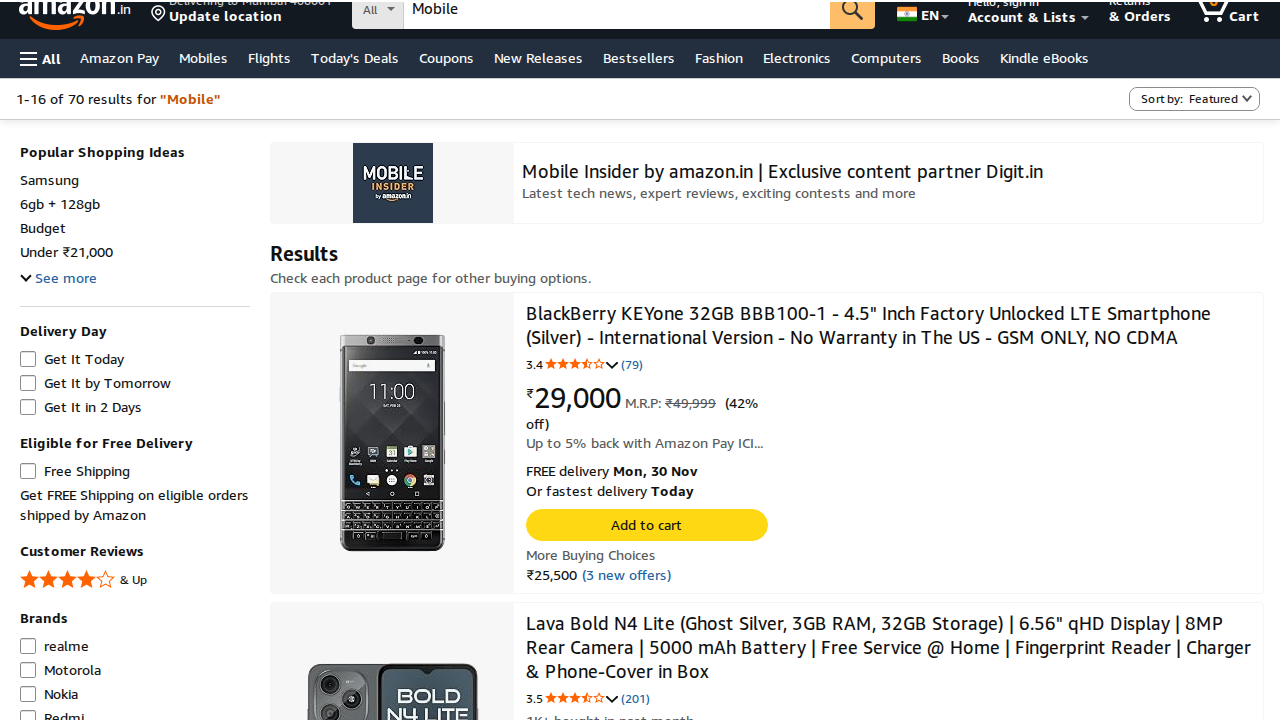 amazon.in
Update location
All
Mobile
EN
Account & Lists
& Orders
Cart
All
Amazon Pay
Mobiles
Flights
Today's Deals
Coupons
New Releases
Bestsellers
Fashion
Electronics
Computers
Books
Kindle eBooks
1-16 of 70 results for "Mobile"
Sort by: Featured
Popular Shopping Ideas
Samsung
6gb + 128gb
Budget
Under ₹21,000
See more
Delivery Day
Get It Today
Get It by Tomorrow
Get It in 2 Days
Eligible for Free Delivery
Free Shipping
Get FREE Shipping on eligible orders
shipped by Amazon
Customer Reviews
& Up
Brands
realme
Motorola
Nokia
Redmi
MOBILE
INSIDER
by amazon.in
Mobile Insider by amazon.in | Exclusive content partner Digit.in
Latest tech news, expert reviews, exciting contests and more
Results
Check each product page for other buying options.
11:00
BlackBerry KEYone 32GB BBB100-1 - 4.5" Inch Factory Unlocked LTE Smartphone
(Silver) - International Version - No Warranty in The US - GSM ONLY, NO CDMA
3.4 (79)
₹29,000 M.R.P: ₹49,999 (42%
off)
Up to 5% back with Amazon Pay ICI...
FREE delivery Mon, 30 Nov
Or fastest delivery Today
Add to cart
More Buying Choices
₹25,500 (3 new offers)
BOLD
N4 LITE
Lava Bold N4 Lite (Ghost Silver, 3GB RAM, 32GB Storage) | 6.56" qHD Display | 8MP
Rear Camera | 5000 mAh Battery | Free Service @ Home | Fingerprint Reader | Charger
& Phone-Cover in Box
3.5 (201)
1K+ bought in past month